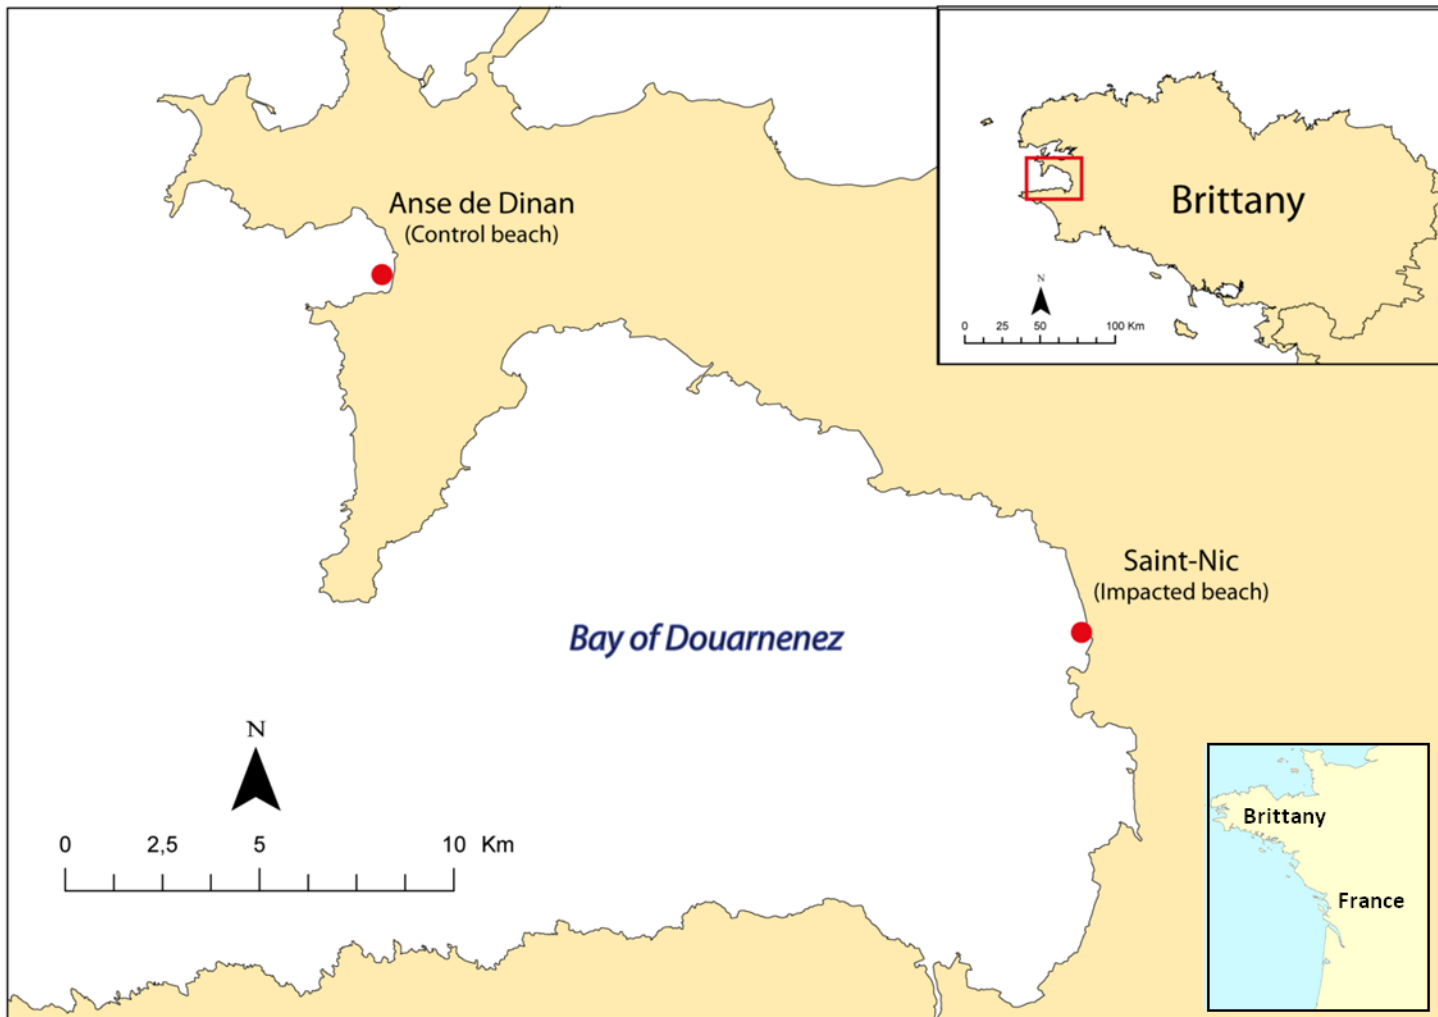 Anse de Dinan
(Control beach)
Brittany
N
0 25 50 100 Km
Saint-Nic
(Impacted beach)
Bay of Douarnenez
N
0 2,5 5 10 Km
Brittany
France